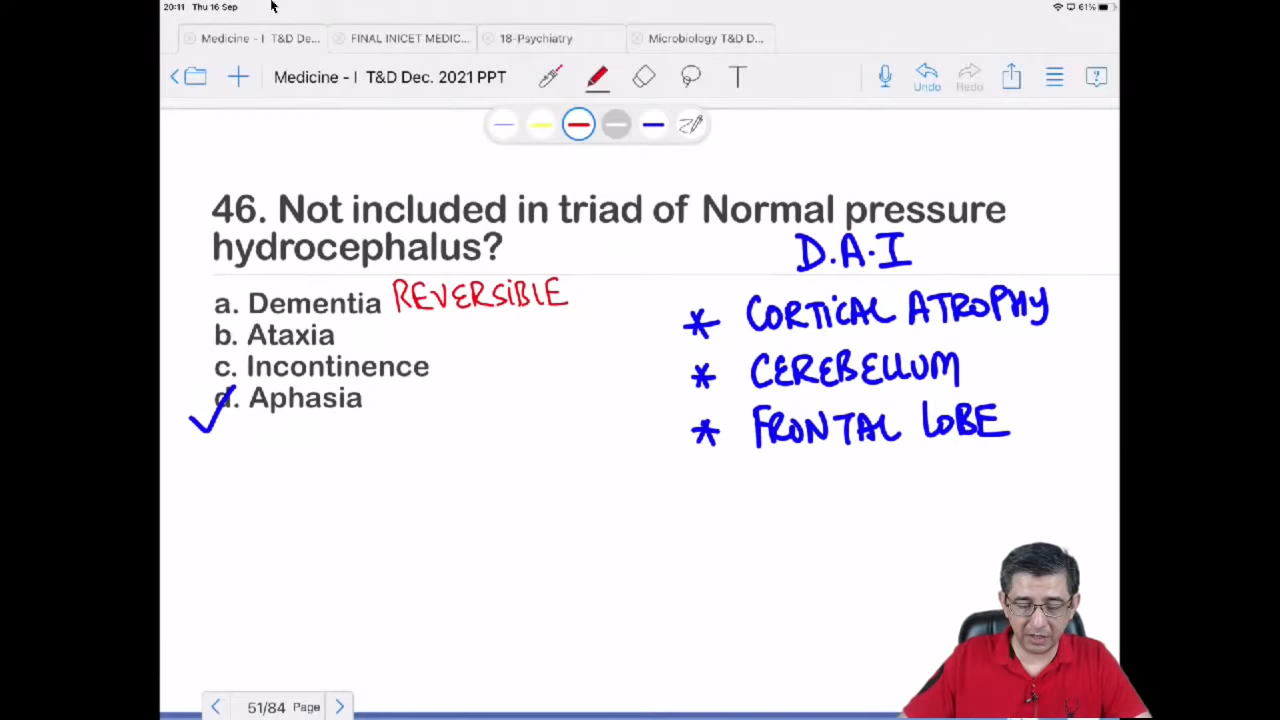 20:11 Thu 16 Sep 61%
Medicine - I T&D De... FINAL INICET MEDIC... 18-Psychiatry Microbiology T&D D...
Medicine - I T&D Dec. 2021 PPT T Undo Redo ?
46. Not included in triad of Normal pressure
hydrocephalus?
D.A.I
a. Dementia REVERSiBLE
* CORTiCAL ATROPHY
b. Ataxia
c. Incontinence
* CEREBELLUM
d. Aphasia
* FRONTAL LOBE
51/84 Page